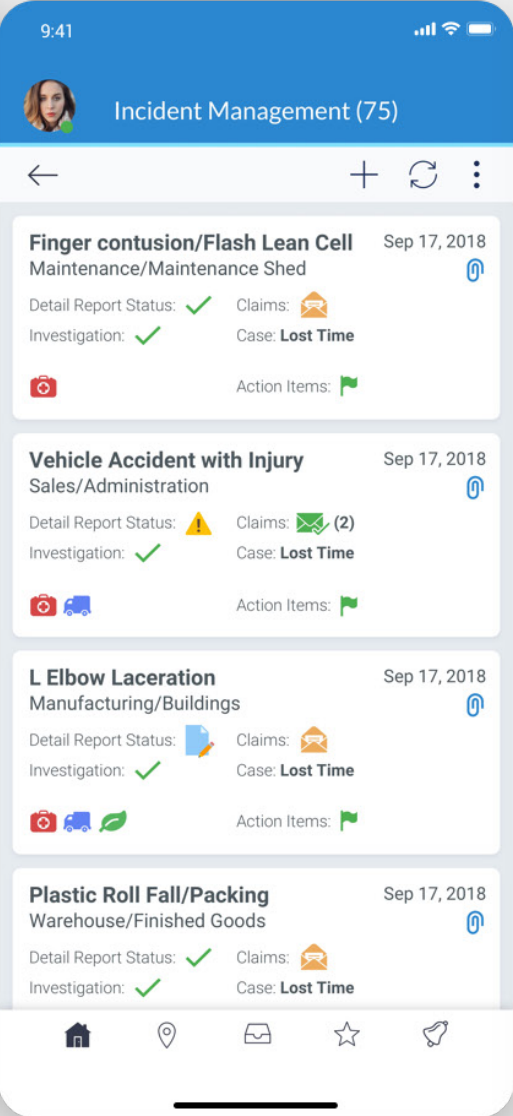 9:41
Incident Management (75)
Finger contusion/Flash Lean Cell Sep 17, 2018
Maintenance/Maintenance Shed
Detail Report Status: Claims:
Investigation: Case: Lost Time
Action Items:
Vehicle Accident with Injury Sep 17, 2018
Sales/Administration
Detail Report Status: Claims: (2)
Investigation: Case: Lost Time
Action Items:
L Elbow Laceration Sep 17, 2018
Manufacturing/Buildings
Detail Report Status: Claims:
Investigation: Case: Lost Time
Action Items:
Plastic Roll Fall/Packing Sep 17, 2018
Warehouse/Finished Goods
Detail Report Status: Claims:
Investigation: Case: Lost Time